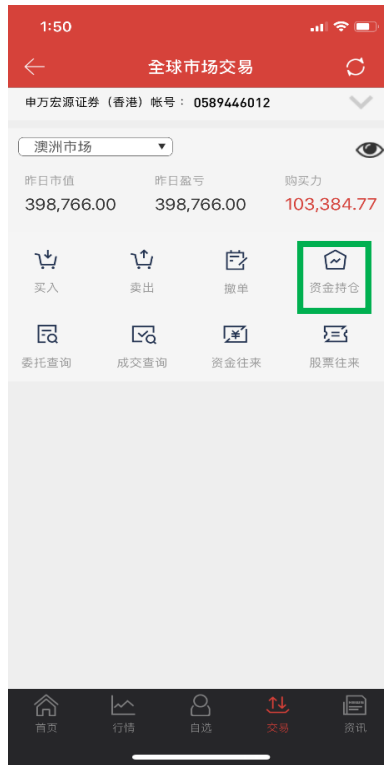 1:50
全球市场交易
申万宏源证券（香港）帐号： 0589446012
澳洲市场
昨日市值 昨日盈亏 购买力
398,766.00 398,766.00 103,384.77
买入 卖出 撤单 资金持仓
委托查询 成交查询 资金往来 股票往来
首页 行情 自选 交易 资讯